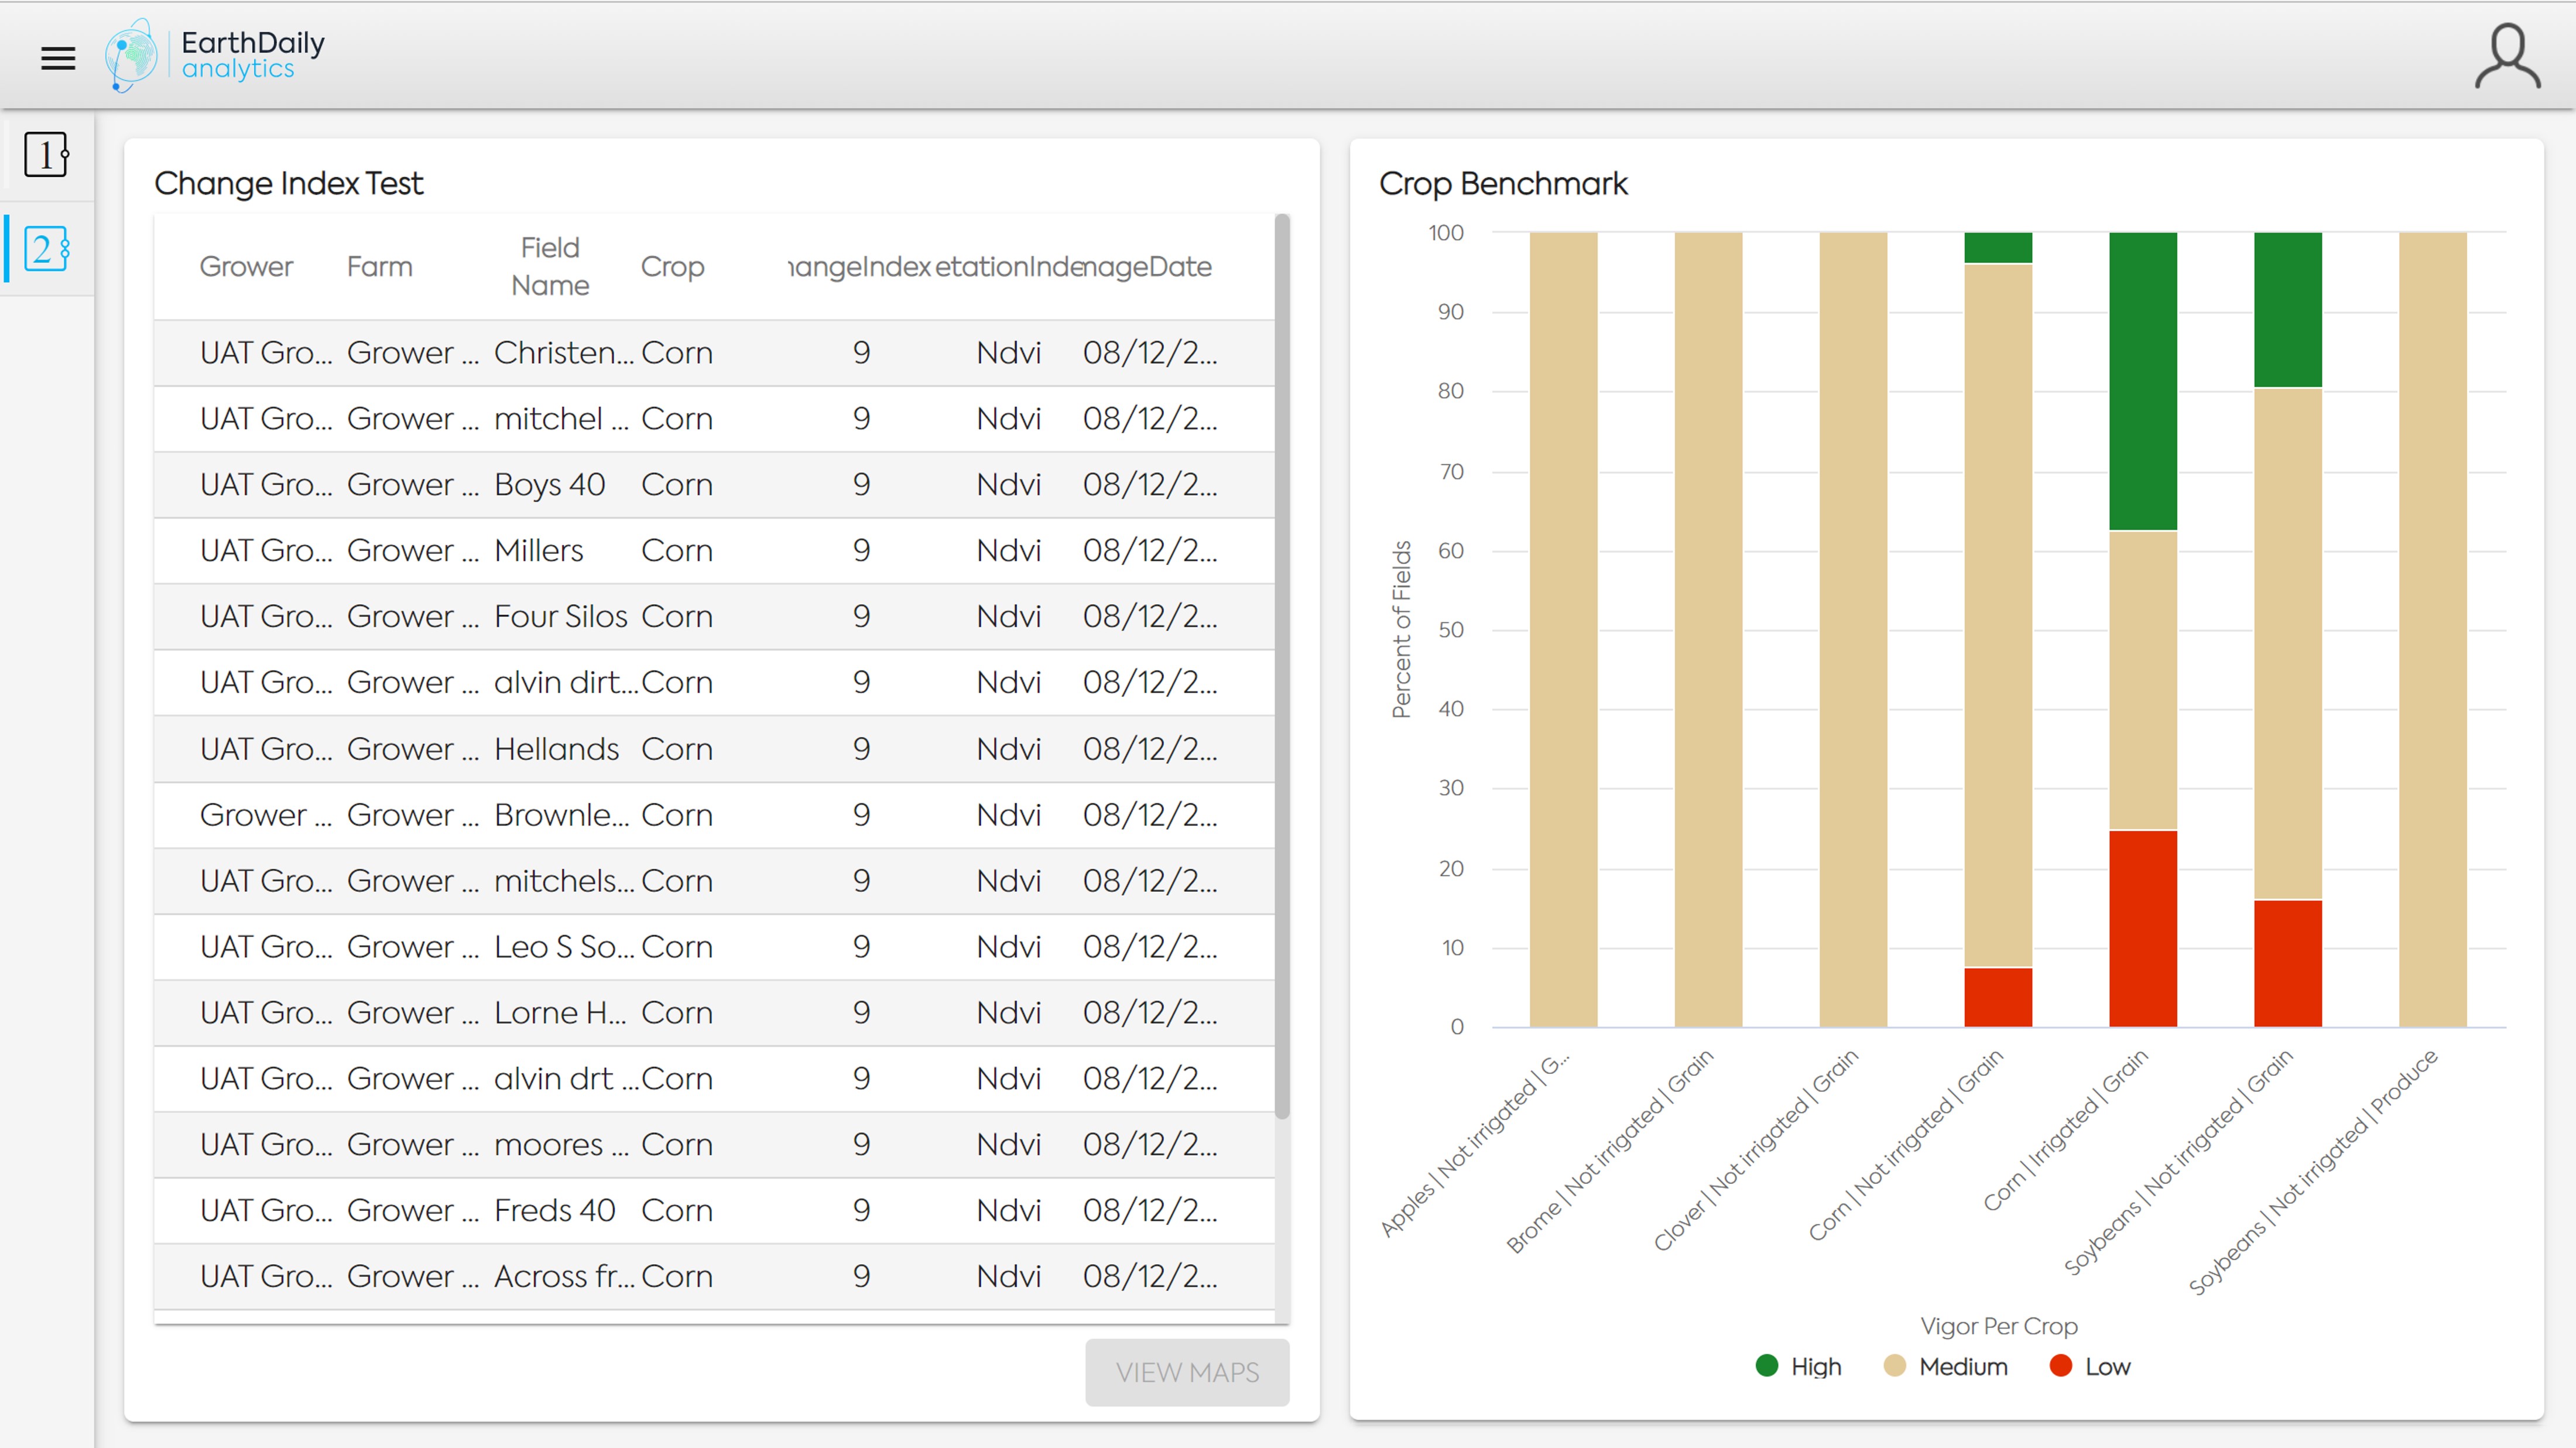 EarthDaily
analytics
1
2
Change Index Test
Grower Farm Field Name Crop hangeIndex etationInde nageDate
UAT Gro... Grower ... Christen... Corn 9 Ndvi 08/12/2...
UAT Gro... Grower ... mitchel ... Corn 9 Ndvi 08/12/2...
UAT Gro... Grower ... Boys 40 Corn 9 Ndvi 08/12/2...
UAT Gro... Grower ... Millers Corn 9 Ndvi 08/12/2...
UAT Gro... Grower ... Four Silos Corn 9 Ndvi 08/12/2...
UAT Gro... Grower ... alvin dirt... Corn 9 Ndvi 08/12/2...
UAT Gro... Grower ... Hellands Corn 9 Ndvi 08/12/2...
Grower ... Grower ... Brownle... Corn 9 Ndvi 08/12/2...
UAT Gro... Grower ... mitchels... Corn 9 Ndvi 08/12/2...
UAT Gro... Grower ... Leo S So... Corn 9 Ndvi 08/12/2...
UAT Gro... Grower ... Lorne H... Corn 9 Ndvi 08/12/2...
UAT Gro... Grower ... alvin drt ... Corn 9 Ndvi 08/12/2...
UAT Gro... Grower ... moores ... Corn 9 Ndvi 08/12/2...
UAT Gro... Grower ... Freds 40 Corn 9 Ndvi 08/12/2...
UAT Gro... Grower ... Across fr... Corn 9 Ndvi 08/12/2...
VIEW MAPS
Crop Benchmark
Percent of Fields
100
90
80
70
60
50
40
30
20
10
0
Apples | Not irrigated | G...
Brome | Not irrigated | Grain
Clover | Not irrigated | Grain
Corn | Not irrigated | Grain
Corn | Irrigated | Grain
Soybeans | Not irrigated | Grain
Soybeans | Not irrigated | Produce
Vigor Per Crop
High Medium Low